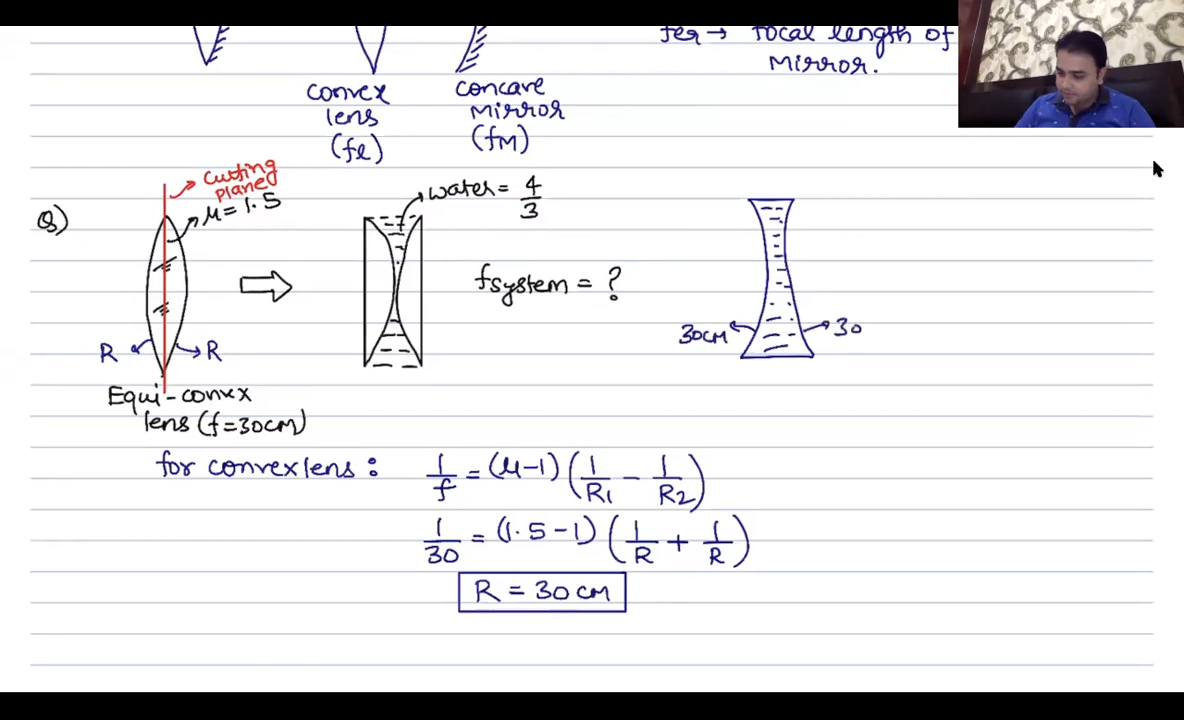 fer → focal length of
Mirror.
convex
lens
(fl)
concave
mirror
(fM)
Q)
cutting
plane
μ = 1.5
water = 4/3
fsystem = ?
R
R
30cm
30
Equi-convex
lens (f=30cm)
for convex lens : 1/f = (μ-1) (1/R1 - 1/R2)
1/30 = (1.5-1) (1/R + 1/R)
R = 30 cm